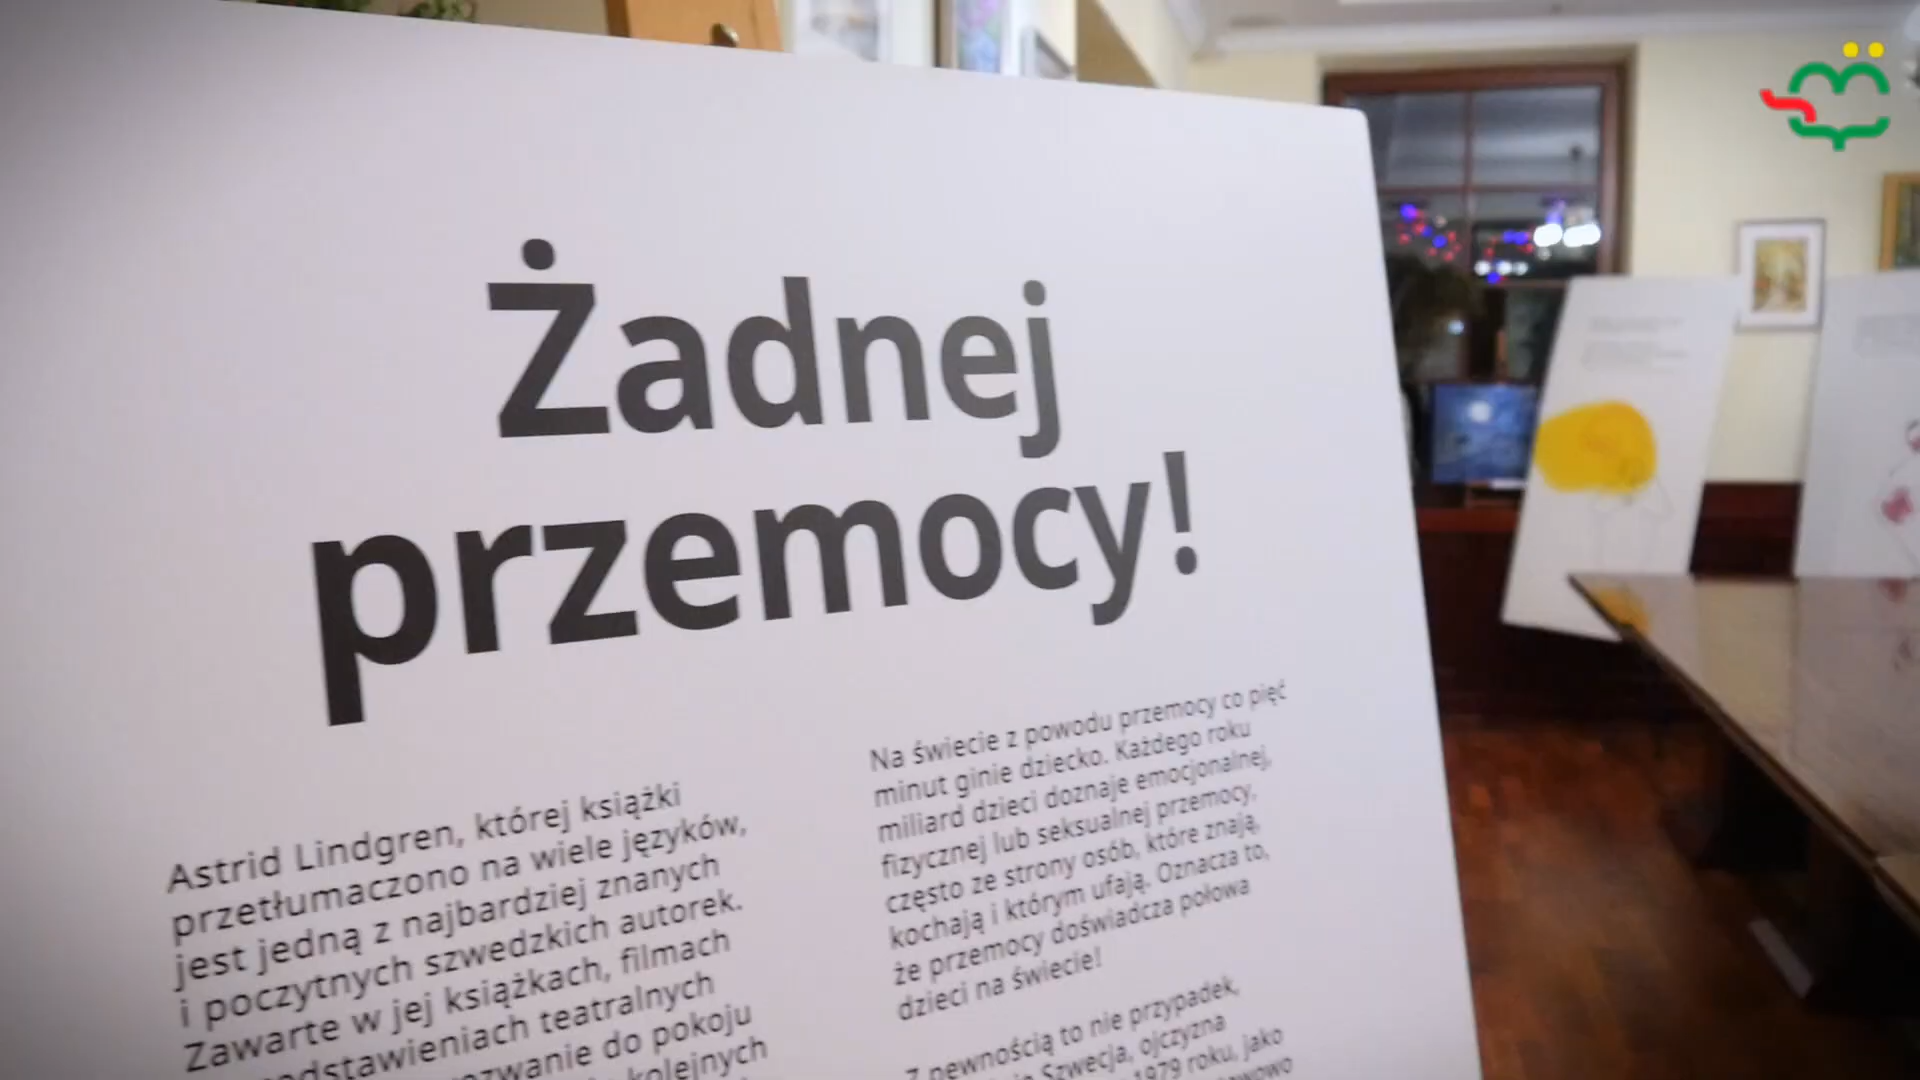 Żadnej
przemocy!
Astrid Lindgren, której książki
przetłumaczono na wiele języków,
jest jedną z najbardziej znanych
i poczytnych szwedzkich autorek.
Zawarte w jej książkach, filmach
teatralnych
do pokoju
kolejnych
Na świecie z powodu przemocy co pięć
minut ginie dziecko. Każdego roku
miliard dzieci doznaje emocjonalnej,
fizycznej lub seksualnej przemocy,
często ze strony osób, które znają,
kochają i którym ufają. Oznacza to,
że przemocy doświadcza połowa
dzieci na świecie!
Z pewnością to nie przypadek,
Szwecja, ojczyzna
1979 roku, jako